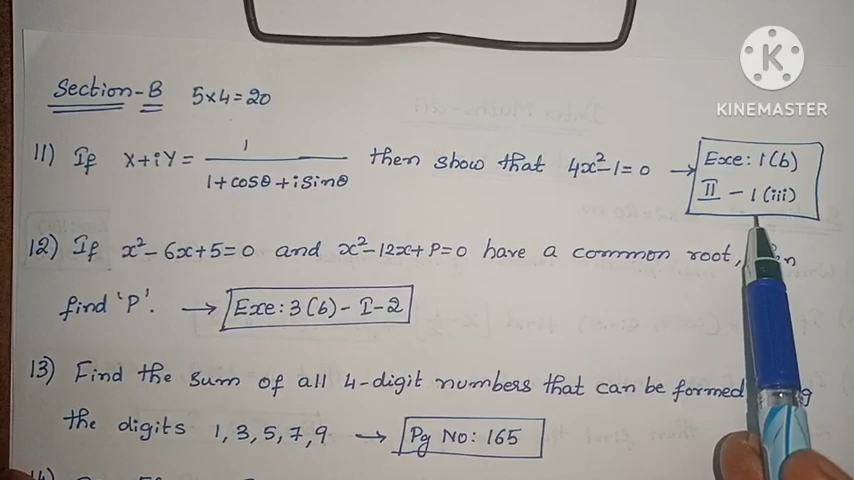 K
KINEMASTER
Section-B 5×4=20
11) If x+iy= 1/(1+cosθ+isinθ) then show that 4x²-1=0 → Exe: 1(b)
II - 1(iii)
12) If x²-6x+5=0 and x²-12x+P=0 have a common root,
find 'P'. → Exe: 3(b)-I-2
13) Find the sum of all 4-digit numbers that can be formed
the digits 1, 3, 5, 7, 9 → Pg No: 165